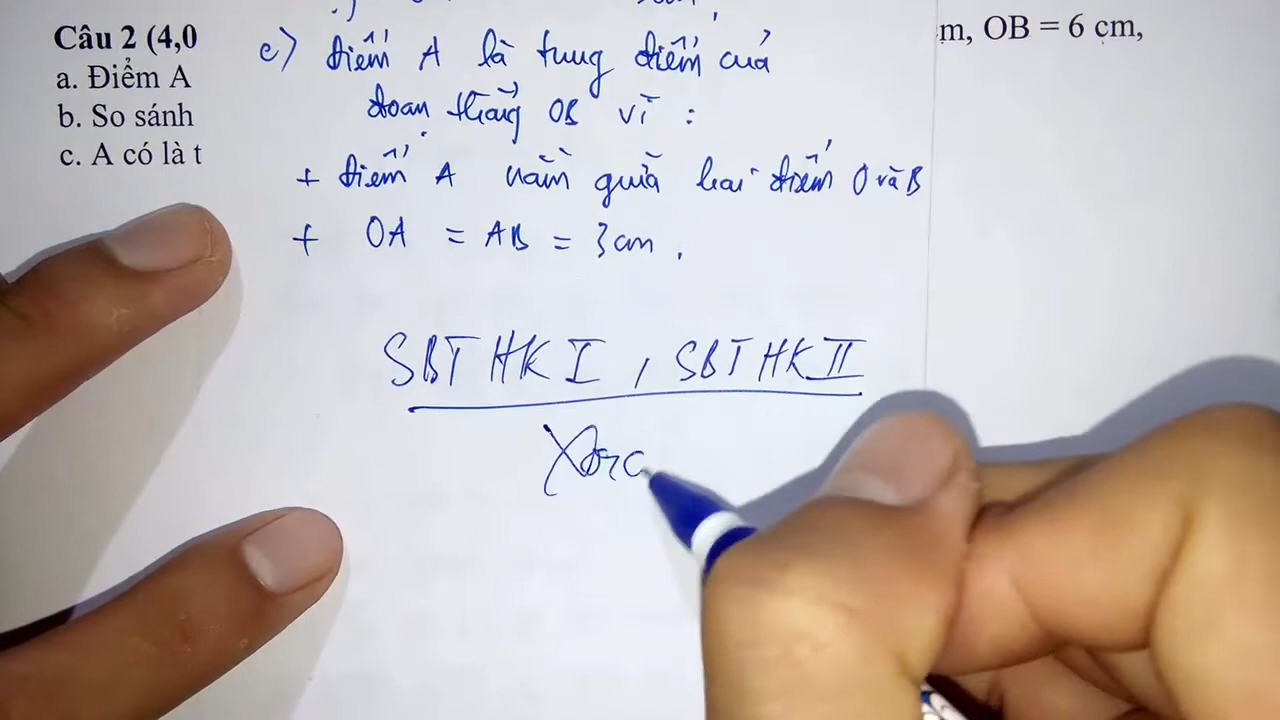 Câu 2 (4,0
a. Điểm A
b. So sánh
c. A có là t
m, OB = 6 cm,
c) điểm A là trung điểm của
đoạn thẳng OB vì :
+ điểm A nằm giữa hai điểm O và B
+ OA = AB = 3cm.
SBT HK I , SBT HK II